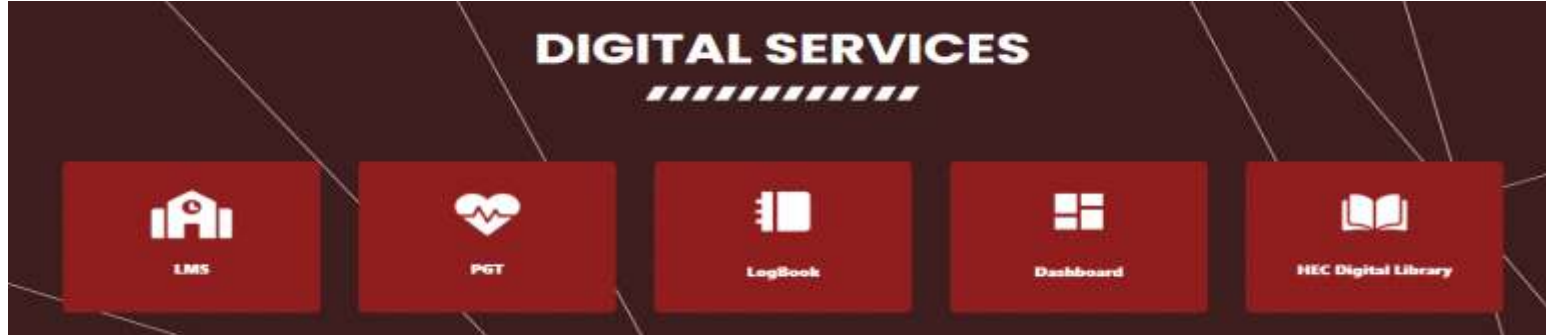 DIGITAL SERVICES
LMS
PGT
LogBook
Dashboard
HEC Digital Library